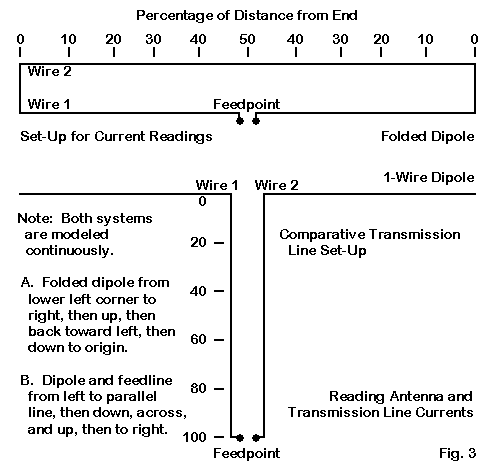 Percentage of Distance from End
0 10 20 30 40 50 40 30 20 10 0
Wire 2
Wire 1 Feedpoint
Set-Up for Current Readings Folded Dipole
1-Wire Dipole
Wire 1 Wire 2
0
Note: Both systems
are modeled
continuously.
Comparative Transmission
Line Set-Up
20
A. Folded dipole from
lower left corner to
right, then up, then
back toward left, then
down to origin.
40
60
B. Dipole and feedline
from left to parallel
line, then down, across,
and up, then to right.
80
Reading Antenna and
Transmission Line Currents
100
Feedpoint Fig. 3